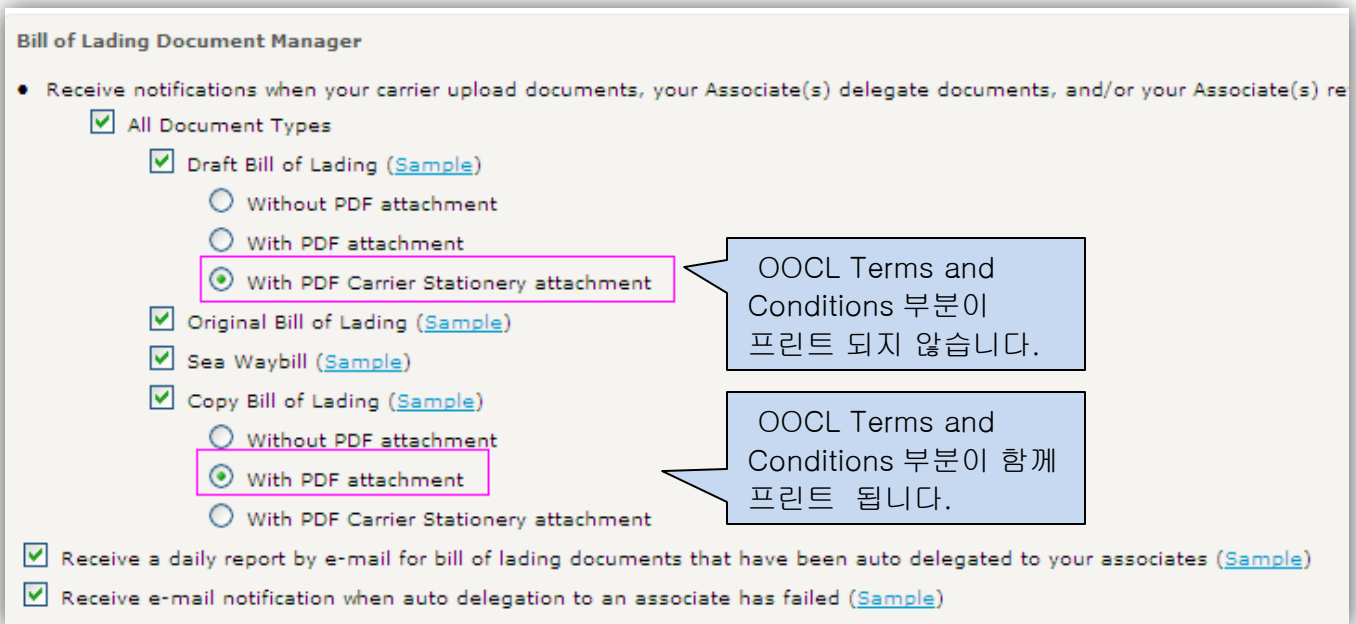 Bill of Lading Document Manager
• Receive notifications when your carrier upload documents, your Associate(s) delegate documents, and/or your Associate(s)
All Document Types
Draft Bill of Lading (Sample)
Without PDF attachment
With PDF attachment
With PDF Carrier Stationery attachment
OOCL Terms and
Conditions 부분이
프린트 되지 않습니다.
Original Bill of Lading (Sample)
Sea Waybill (Sample)
Copy Bill of Lading (Sample)
Without PDF attachment
With PDF attachment
With PDF Carrier Stationery attachment
OOCL Terms and
Conditions 부분이 함께
프린트 됩니다.
Receive a daily report by e-mail for bill of lading documents that have been auto delegated to your associates (Sample)
Receive e-mail notification when auto delegation to an associate has failed (Sample)